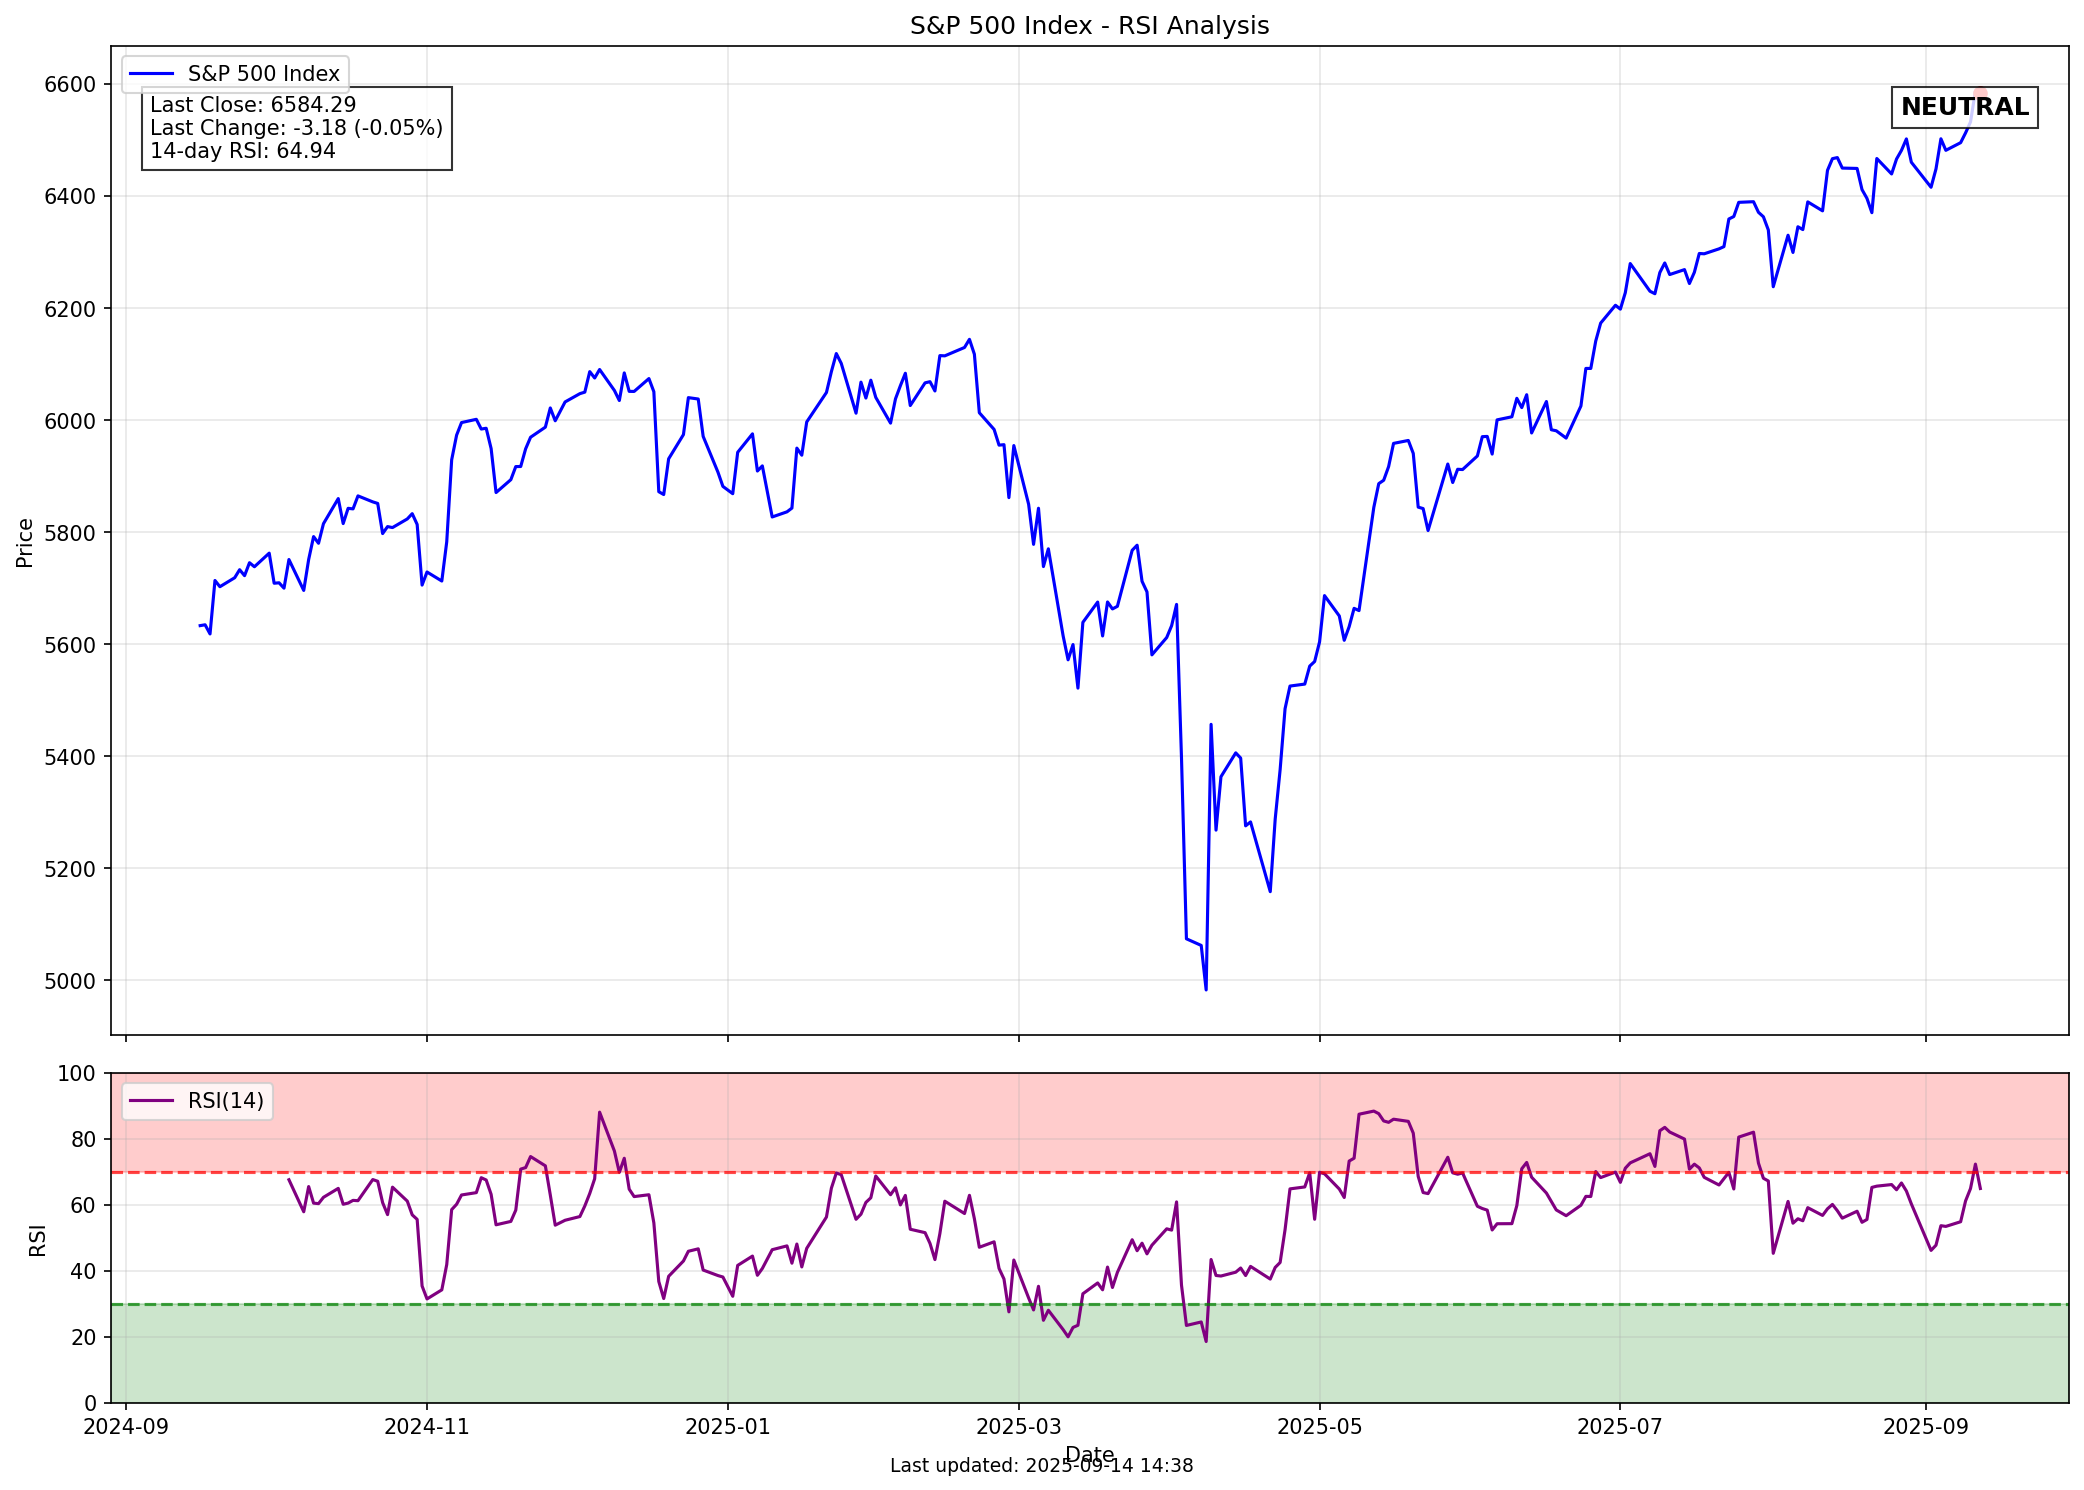 S&P 500 Index - RSI Analysis
S&P 500 Index
Last Close: 6584.29
Last Change: -3.18 (-0.05%)
14-day RSI: 64.94
NEUTRAL
Price
6600
6400
6200
6000
5800
5600
5400
5200
5000
RSI(14)
RSI
100
80
60
40
20
0
2024-09
2024-11
2025-01
2025-03
2025-05
2025-07
2025-09
Date
Last updated: 2025-09-14 14:38